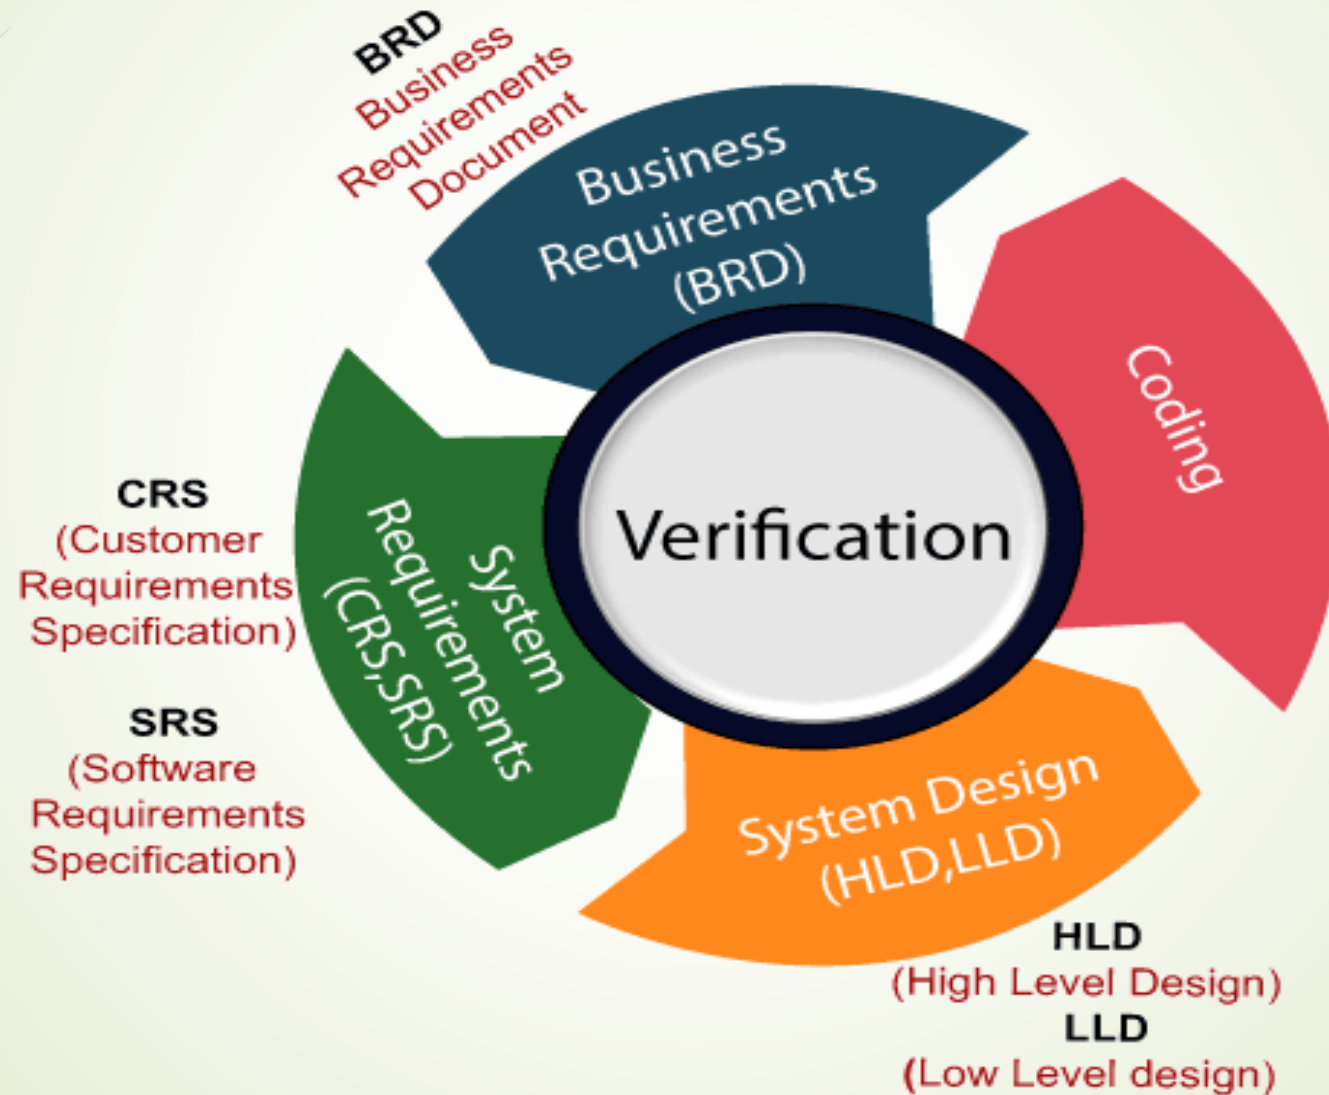 BRD
Business
Requirements
Document
Business
Requirements
(BRD)
Coding
Verification
System
Requirements
(CRS,SRS)
CRS
(Customer
Requirements
Specification)
SRS
(Software
Requirements
Specification)
System Design
(HLD,LLD)
HLD
(High Level Design)
LLD
(Low Level design)